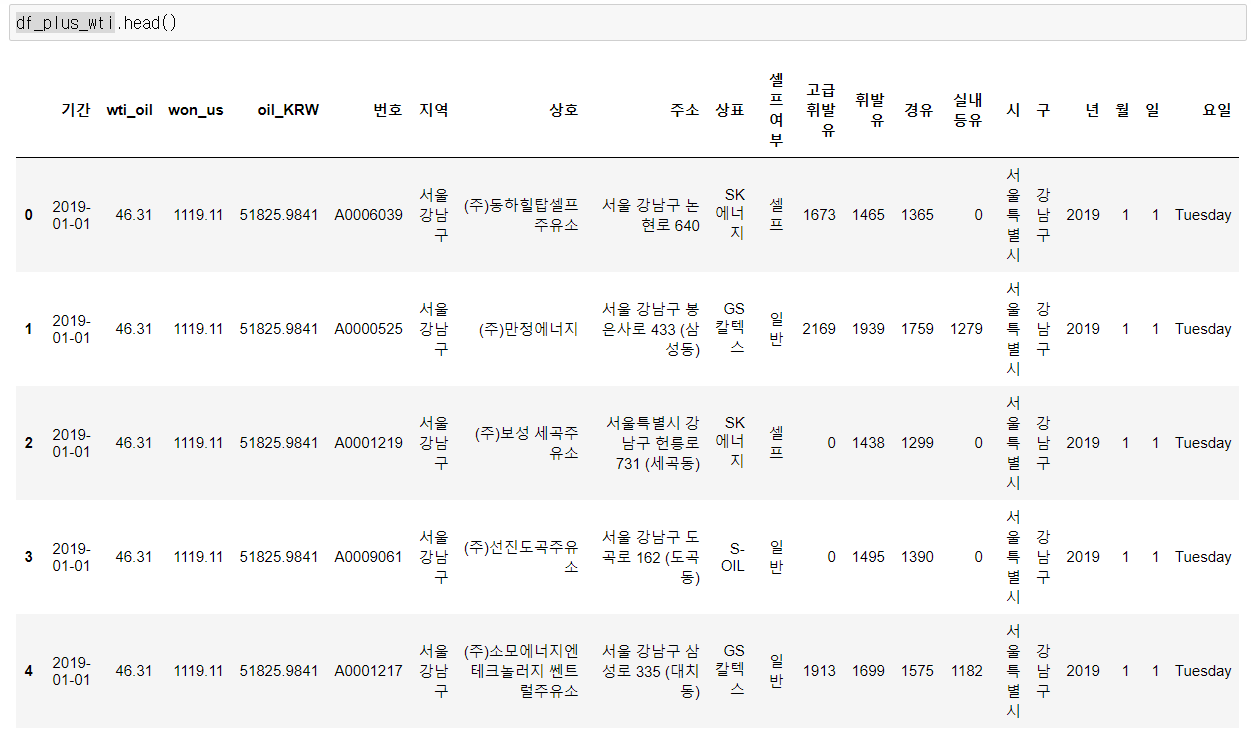 df_plus_wti.head()
기간 wti_oil won_us oil_KRW 번호 지역 상호 주소 상표 셀프여부 고급휘발유 휘발유 경유 실내등유 시 구 년 월 일 요일
0 2019-01-01 46.31 1119.11 51825.9841 A0006039 서울 강남구 (주)동하힐탑셀프주유소 서울 강남구 논현로 640 SK에너지 셀프 1673 1465 1365 0 서울특별시 강남구 2019 1 1 Tuesday
1 2019-01-01 46.31 1119.11 51825.9841 A0000525 서울 강남구 (주)만정에너지 서울 강남구 봉은사로 433 (삼성동) GS칼텍스 일반 2169 1939 1759 1279 서울특별시 강남구 2019 1 1 Tuesday
2 2019-01-01 46.31 1119.11 51825.9841 A0001219 서울 강남구 (주)보성 세곡주유소 서울특별시 강남구 헌릉로 731 (세곡동) SK에너지 셀프 0 1438 1299 0 서울특별시 강남구 2019 1 1 Tuesday
3 2019-01-01 46.31 1119.11 51825.9841 A0009061 서울 강남구 (주)선진도곡주유소 서울 강남구 도곡로 162 (도곡동) S-OIL 일반 0 1495 1390 0 서울특별시 강남구 2019 1 1 Tuesday
4 2019-01-01 46.31 1119.11 51825.9841 A0001217 서울 강남구 (주)소모에너지엔테크놀러지 쎈트럴주유소 서울 강남구 삼성로 335 (대치동) GS칼텍스 일반 1913 1699 1575 1182 서울특별시 강남구 2019 1 1 Tuesday